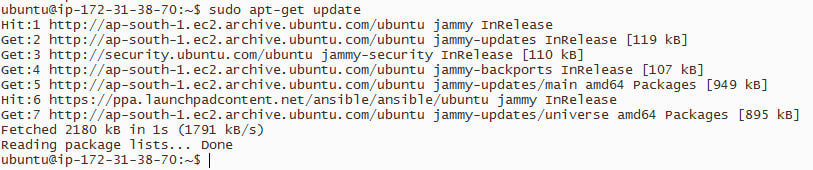 ubuntu@ip-172-31-38-70:~$ sudo apt-get update
Hit:1 http://ap-south-1.ec2.archive.ubuntu.com/ubuntu jammy InRelease
Get:2 http://ap-south-1.ec2.archive.ubuntu.com/ubuntu jammy-updates InRelease [119 kB]
Get:3 http://security.ubuntu.com/ubuntu jammy-security InRelease [110 kB]
Get:4 http://ap-south-1.ec2.archive.ubuntu.com/ubuntu jammy-backports InRelease [107 kB]
Get:5 http://ap-south-1.ec2.archive.ubuntu.com/ubuntu jammy-updates/main amd64 Packages [949 kB]
Hit:6 https://ppa.launchpadcontent.net/ansible/ansible/ubuntu jammy InRelease
Get:7 http://ap-south-1.ec2.archive.ubuntu.com/ubuntu jammy-updates/universe amd64 Packages [895 kB]
Fetched 2180 kB in 1s (1791 kB/s)
Reading package lists... Done
ubuntu@ip-172-31-38-70:~$